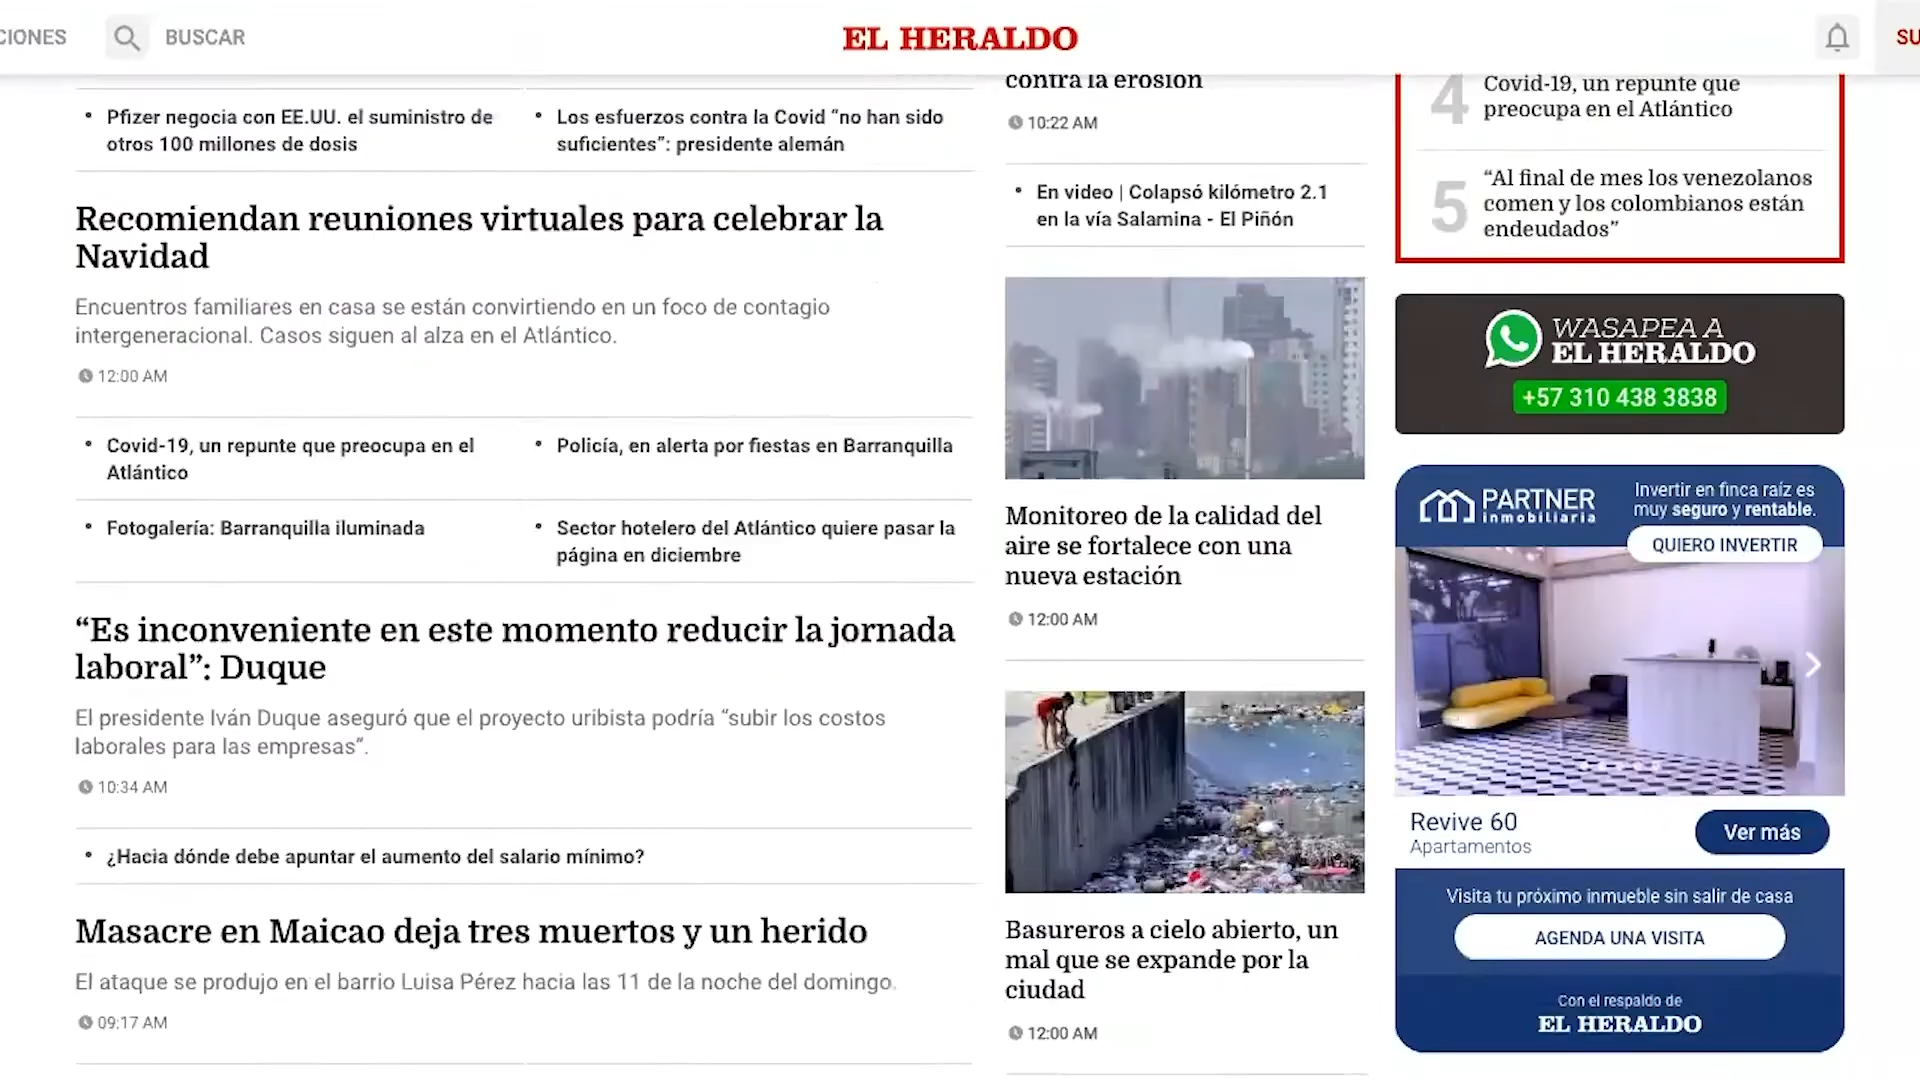 CIONES
BUSCAR
EL HERALDO
SU
Pfizer negocia con EE.UU. el suministro de
otros 100 millones de dosis
Los esfuerzos contra la Covid “no han sido
suficientes”: presidente alemán
Recomiendan reuniones virtuales para celebrar la
Navidad
Encuentros familiares en casa se están convirtiendo en un foco de contagio
intergeneracional. Casos siguen al alza en el Atlántico.
12:00 AM
Covid-19, un repunte que preocupa en el
Atlántico
Policía, en alerta por fiestas en Barranquilla
Fotogalería: Barranquilla iluminada
Sector hotelero del Atlántico quiere pasar la
página en diciembre
“Es inconveniente en este momento reducir la jornada
laboral”: Duque
El presidente Iván Duque aseguró que el proyecto uribista podría “subir los costos
laborales para las empresas”.
10:34 AM
¿Hacia dónde debe apuntar el aumento del salario mínimo?
Masacre en Maicao deja tres muertos y un herido
El ataque se produjo en el barrio Luisa Pérez hacia las 11 de la noche del domingo.
09:17 AM
contra la erosión
10:22 AM
En video | Colapsó kilómetro 2.1
en la vía Salamina - El Piñón
Monitoreo de la calidad del
aire se fortalece con una
nueva estación
12:00 AM
Basureros a cielo abierto, un
mal que se expande por la
ciudad
12:00 AM
4
Covid-19, un repunte que
preocupa en el Atlántico
5
“Al final de mes los venezolanos
comen y los colombianos están
endeudados”
WASAPEA A
EL HERALDO
+57 310 438 3838
PARTNER
inmobiliaria
Invertir en finca raíz es
muy seguro y rentable.
QUIERO INVERTIR
Revive 60
Apartamentos
Ver más
Visita tu próximo inmueble sin salir de casa
AGENDA UNA VISITA
Con el respaldo de
EL HERALDO